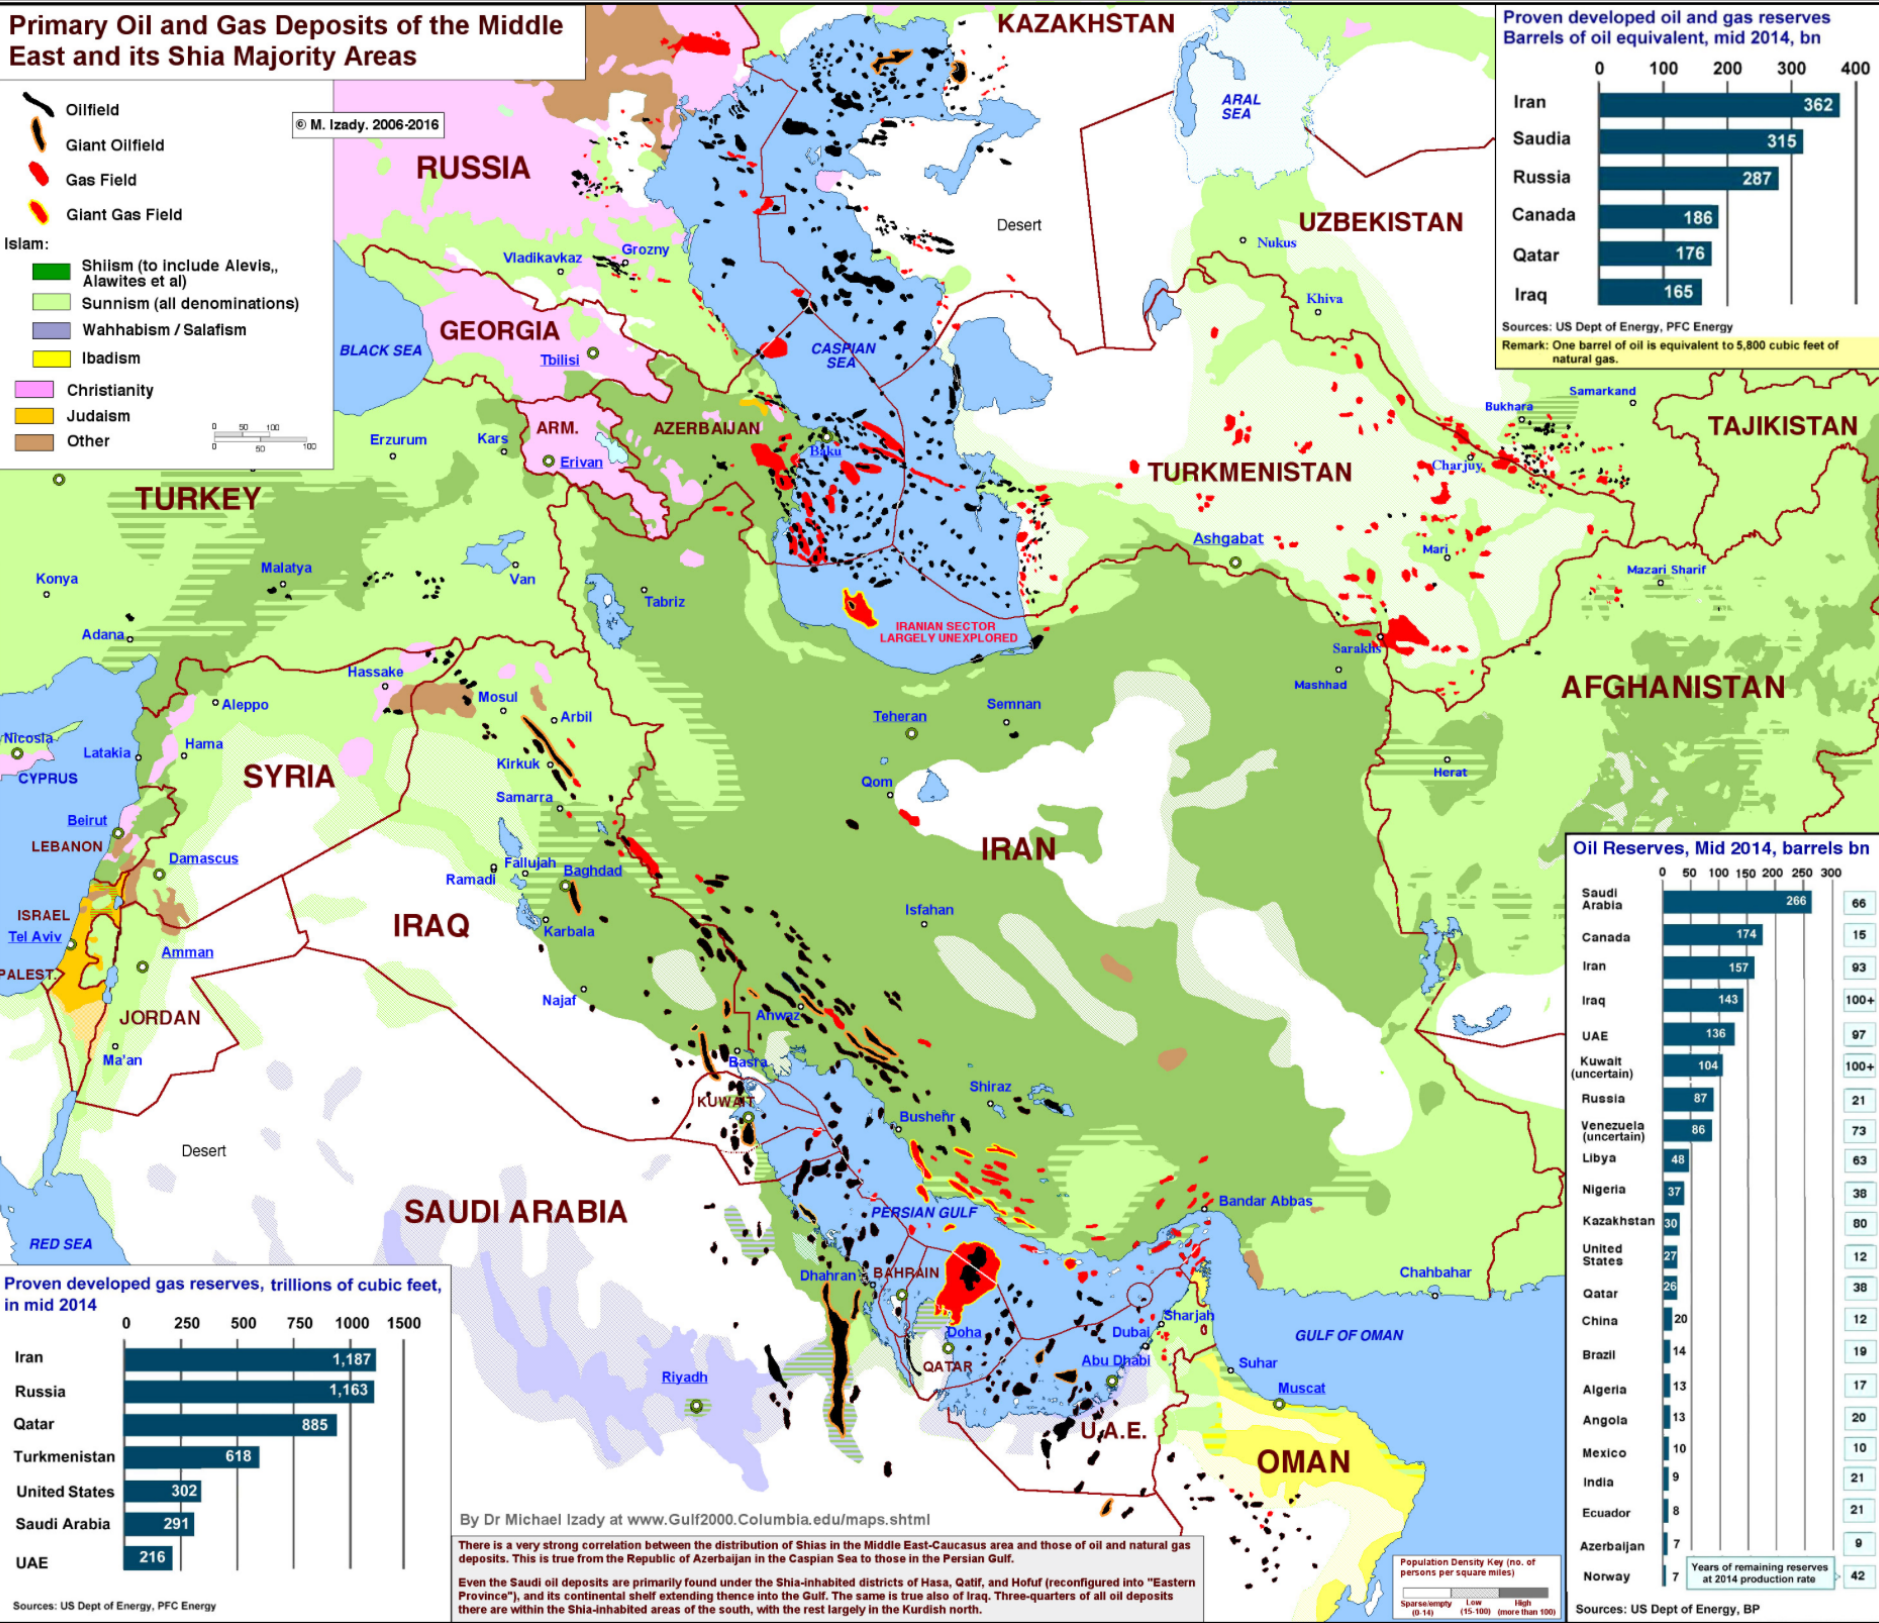 Primary Oil and Gas Deposits of the Middle
East and its Shia Majority Areas
Oilfield
Giant Oilfield
Gas Field
Giant Gas Field
Islam:
Shiism (to include Alevis,,
Alawites et al)
Sunnism (all denominations)
Wahhabism / Salafism
Ibadism
Christianity
Judaism
Other
0 50 100
0 50 100
© M. Izady. 2006-2016
KAZAKHSTAN
RUSSIA
ARAL
SEA
Desert
UZBEKISTAN
Nukus
Khiva
Vladikavkaz
Grozny
GEORGIA
Tbilisi
BLACK SEA
CASPIAN
SEA
Samarkand
Bukhara
TAJIKISTAN
ARM.
AZERBAIJAN
Erzurum
Kars
Erivan
Baku
Charjuy
TURKMENISTAN
TURKEY
Ashgabat
Mari
Mazari Sharif
Malatya
Konya
Van
Tabriz
Adana
IRANIAN SECTOR
LARGELY UNEXPLORED
Sarakhs
Mashhad
AFGHANISTAN
Hassake
Mosul
Aleppo
Arbil
Teheran
Semnan
Nicosia
Latakia
Hama
CYPRUS
SYRIA
Kirkuk
Qom
Herat
Samarra
Beirut
LEBANON
IRAN
Damascus
Fallujah
Ramadi
Baghdad
ISRAEL
IRAQ
Isfahan
Karbala
Tel Aviv
Amman
PALEST.
Najaf
Anwaz
JORDAN
Ma'an
Basra
KUWAIT
Shiraz
Bushehr
Desert
SAUDI ARABIA
PERSIAN GULF
Bandar Abbas
RED SEA
Dhahran
BAHRAIN
Chahbahar
Doha
Sharjah
Dubai
GULF OF OMAN
QATAR
Abu Dhabi
Suhar
Riyadh
Muscat
U.A.E.
OMAN
Proven developed oil and gas reserves
Barrels of oil equivalent, mid 2014, bn
0 100 200 300 400
Iran 362
Saudia 315
Russia 287
Canada 186
Qatar 176
Iraq 165
Sources: US Dept of Energy, PFC Energy
Remark: One barrel of oil is equivalent to 5,800 cubic feet of
natural gas.
Oil Reserves, Mid 2014, barrels bn
0 50 100 150 200 250 300
Saudi
Arabia 266 66
Canada 174 15
Iran 157 93
Iraq 143 100+
UAE 136 97
Kuwait
(uncertain) 104 100+
Russia 87 21
Venezuela
(uncertain) 86 73
Libya 48 63
Nigeria 37 38
Kazakhstan 30 80
United
States 27 12
Qatar 26 38
China 20 12
Brazil 14 19
Algeria 13 17
Angola 13 20
Mexico 10 10
India 9 21
Ecuador 8 21
Azerbaijan 7 9
Norway 7 42
Years of remaining reserves
at 2014 production rate
Sources: US Dept of Energy, BP
Proven developed gas reserves, trillions of cubic feet,
in mid 2014
0 250 500 750 1000 1500
Iran 1,187
Russia 1,163
Qatar 885
Turkmenistan 618
United States 302
Saudi Arabia 291
UAE 216
Sources: US Dept of Energy, PFC Energy
By Dr Michael Izady at www.Gulf2000.Columbia.edu/maps.shtml
There is a very strong correlation between the distribution of Shias in the Middle East-Caucasus area and those of oil and natural gas
deposits. This is true from the Republic of Azerbaijan in the Caspian Sea to those in the Persian Gulf.
Even the Saudi oil deposits are primarily found under the Shia-inhabited districts of Hasa, Qatif, and Hofuf (reconfigured into "Eastern
Province"), and its continental shelf extending thence into the Gulf. The same is true also of Iraq. Three-quarters of all oil deposits
there are within the Shia-inhabited areas of the south, with the rest largely in the Kurdish north.
Population Density Key (no. of
persons per square miles)
Sparse/empty Low High
(0-14) (15-100) (more than 100)